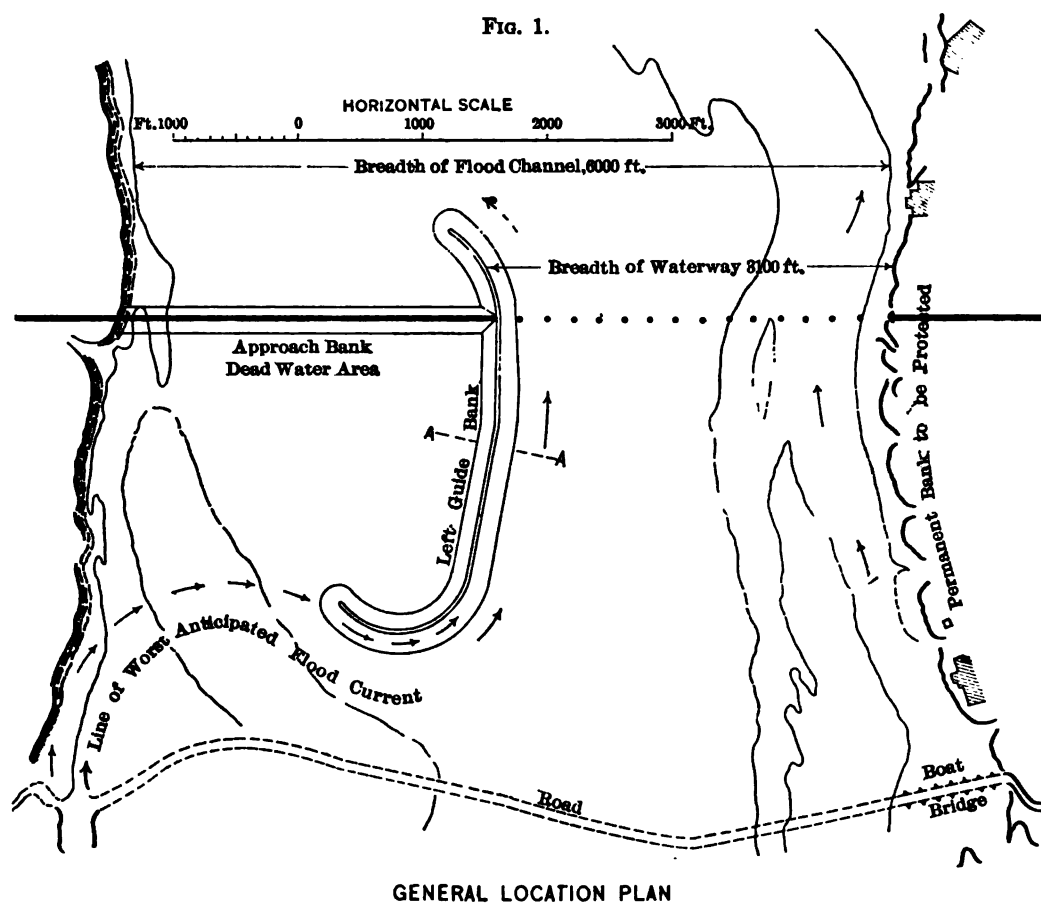 FIG. 1.
HORIZONTAL SCALE
Ft. 1000 0 1000 2000 3000 Ft.
Breadth of Flood Channel, 6000 ft.
Breadth of Waterway 3100 ft.
Approach Bank
Dead Water Area
Left Guide Bank
A
A
Permanent Bank to be Protected
Line of Worst Anticipated Flood Current
Road
Boat
Bridge
GENERAL LOCATION PLAN